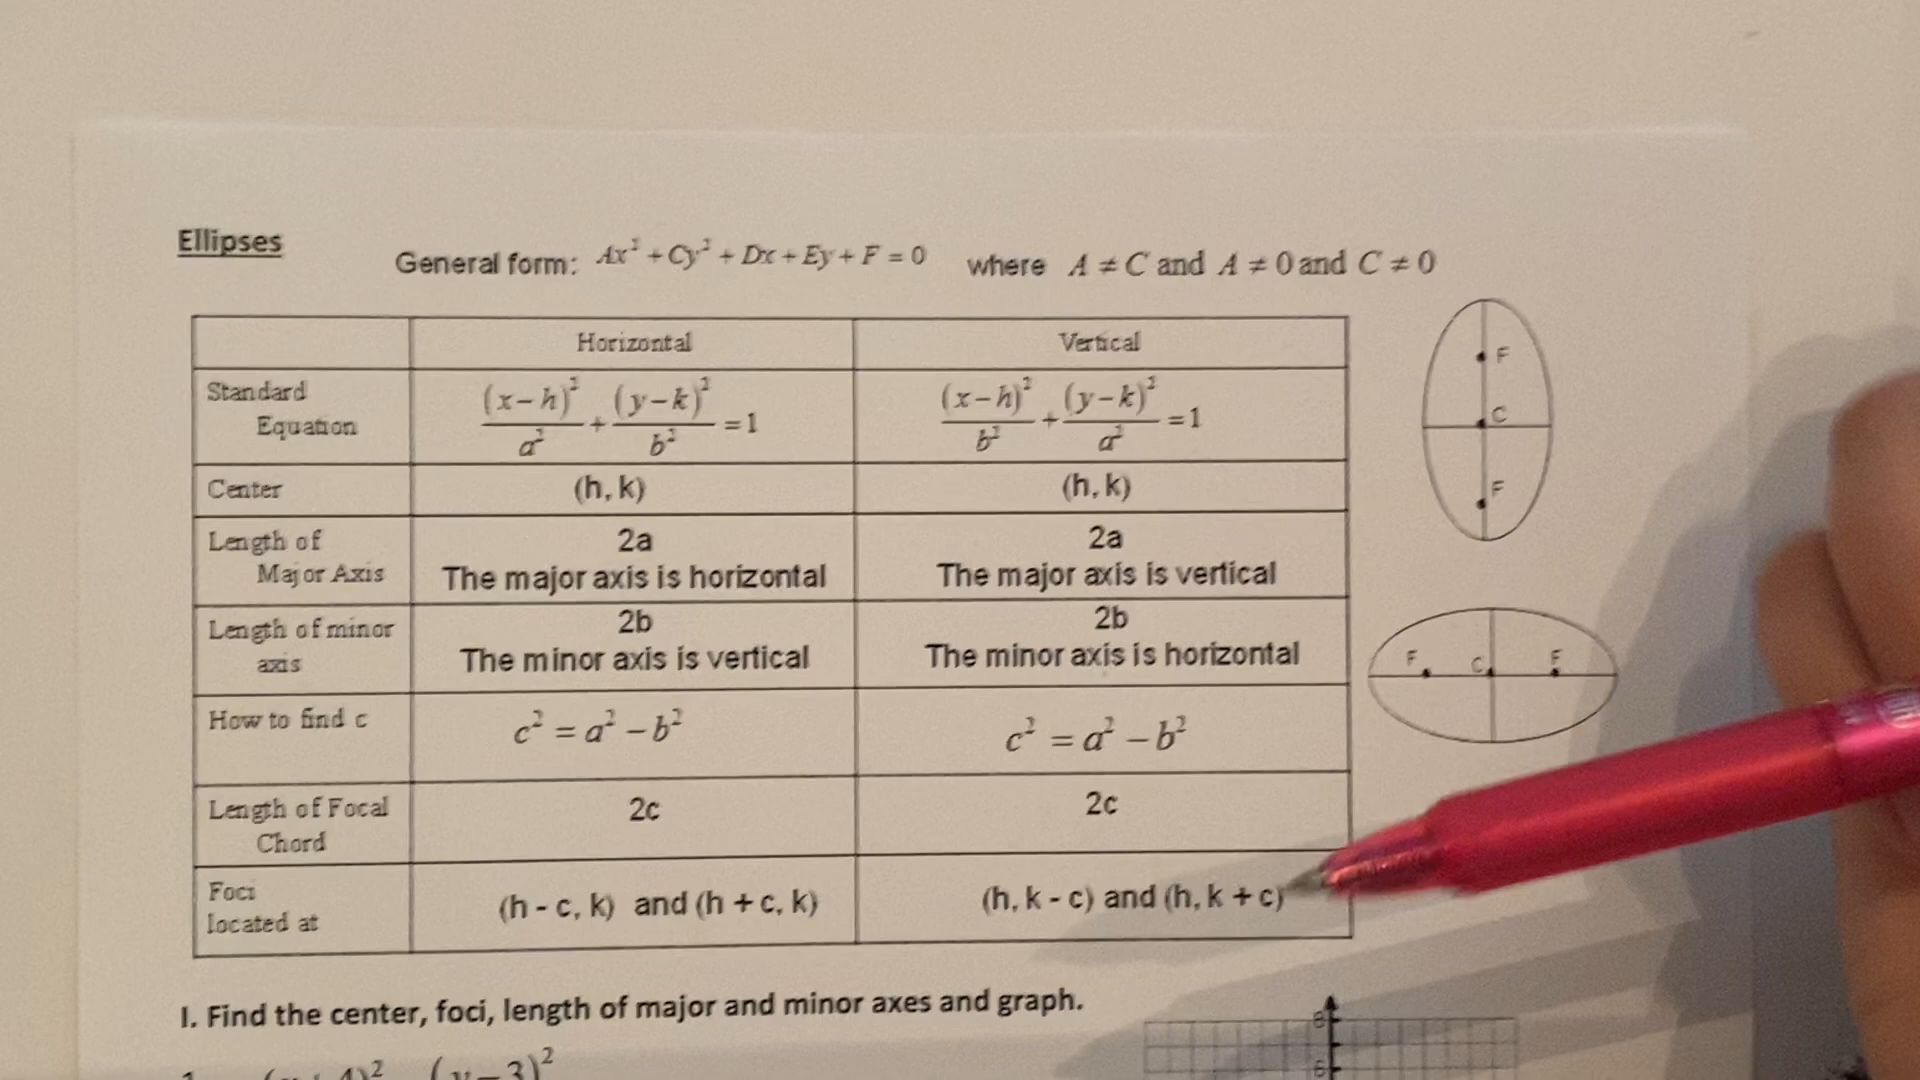 Ellipses
General form: Ax² + Cy² + Dx + Ey + F = 0 where A ≠ C and A ≠ 0 and C ≠ 0
Horizontal Vertical
Standard Equation (x-h)²/a² + (y-k)²/b² = 1 (x-h)²/b² + (y-k)²/a² = 1
Center (h, k) (h, k)
Length of Major Axis 2a 2a
The major axis is horizontal The major axis is vertical
Length of minor axis 2b 2b
The minor axis is vertical The minor axis is horizontal
How to find c c² = a² - b² c² = a² - b²
Length of Focal Chord 2c 2c
Foci located at (h - c, k) and (h + c, k) (h, k - c) and (h, k + c)
F
C
F
F C F
I. Find the center, foci, length of major and minor axes and graph.
8
6
(y - 3)²